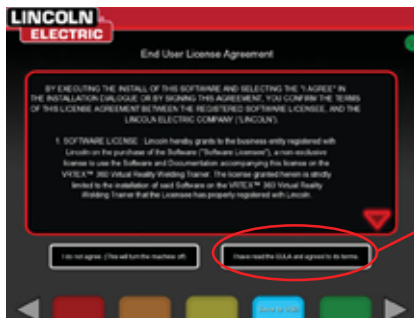 LINCOLN
ELECTRIC
End User License Agreement
BY EXECUTING THE INSTALL OF THIS SOFTWARE AND SELECTING THE "I AGREE" IN
THE INSTALLATION DIALOGUE OR BY SIGNING THIS AGREEMENT, YOU CONFIRM THE TERMS
OF THIS LICENSE AGREEMENT BETWEEN THE REGISTERED SOFTWARE LICENSEE, AND THE
LINCOLN ELECTRIC COMPANY ("LINCOLN").
1. SOFTWARE LICENSE: Lincoln hereby grants to the business entity registered with
Lincoln on the purchase of the Software ("Software Licensee"), a non-exclusive
license to use the Software and Documentation accompanying this license on the
VRTEX™ 360 Virtual Reality Welding Trainer. The license granted herein is strictly
limited to the installation of said Software on the VRTEX™ 360 Virtual Reality
Welding Trainer that the Licensee has properly registered with Lincoln.
I do not agree. (This will turn the machine off)
I have read the EULA and agreed to its terms.